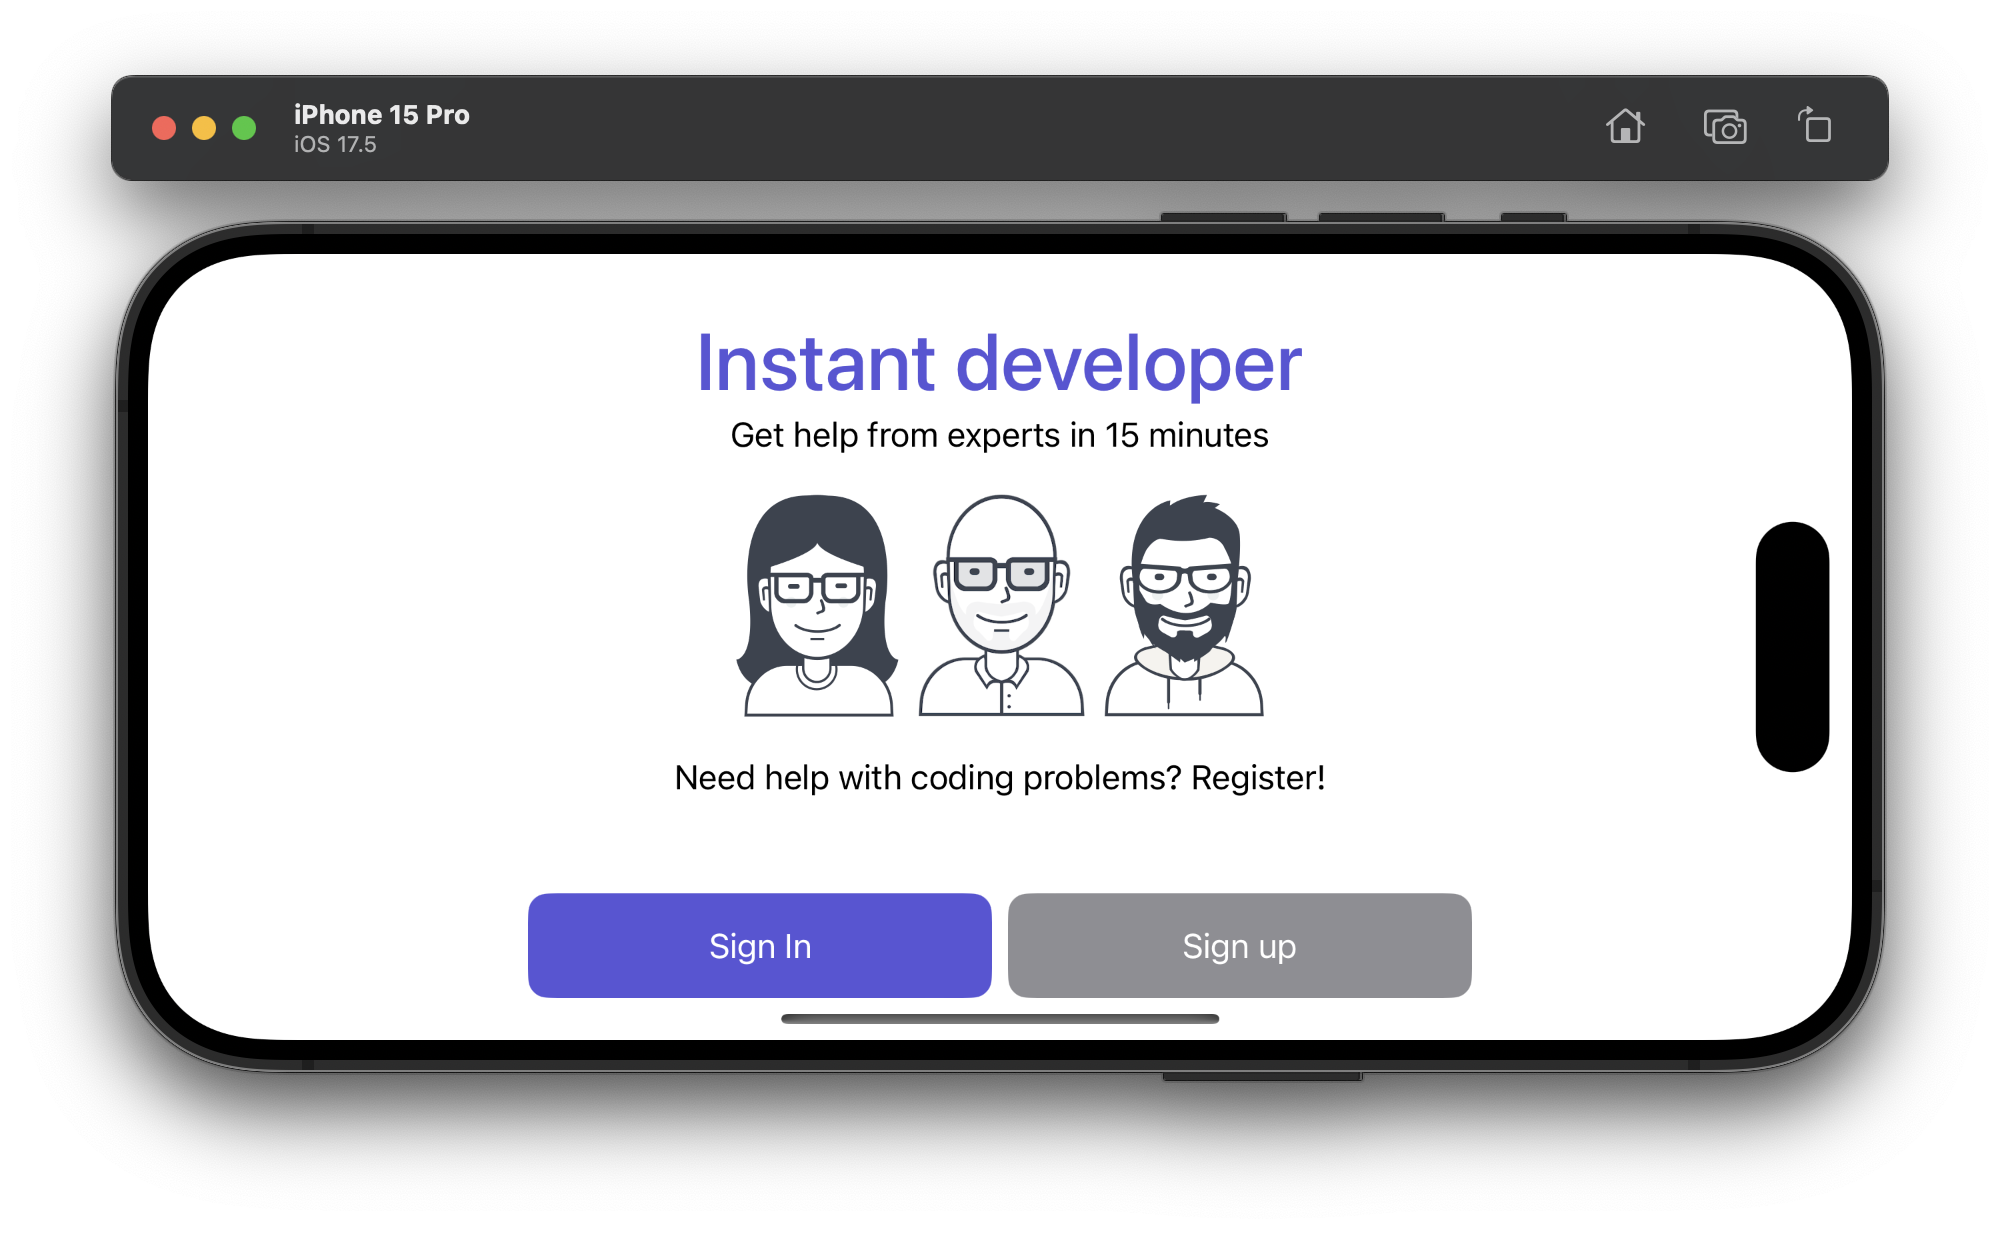 iPhone 15 Pro
iOS 17.5
Instant developer
Get help from experts in 15 minutes
Need help with coding problems? Register!
Sign In
Sign up